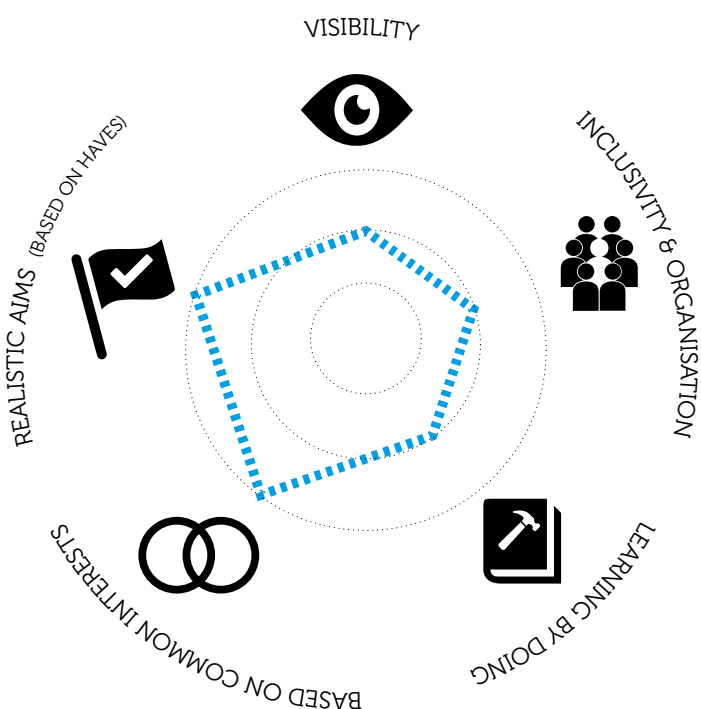 VISIBILITY
INCLUSIVITY & ORGANISATION
LEARNING BY DOING
BASED ON COMMON INTERESTS
REALISTIC AIMS (BASED ON HAVES)